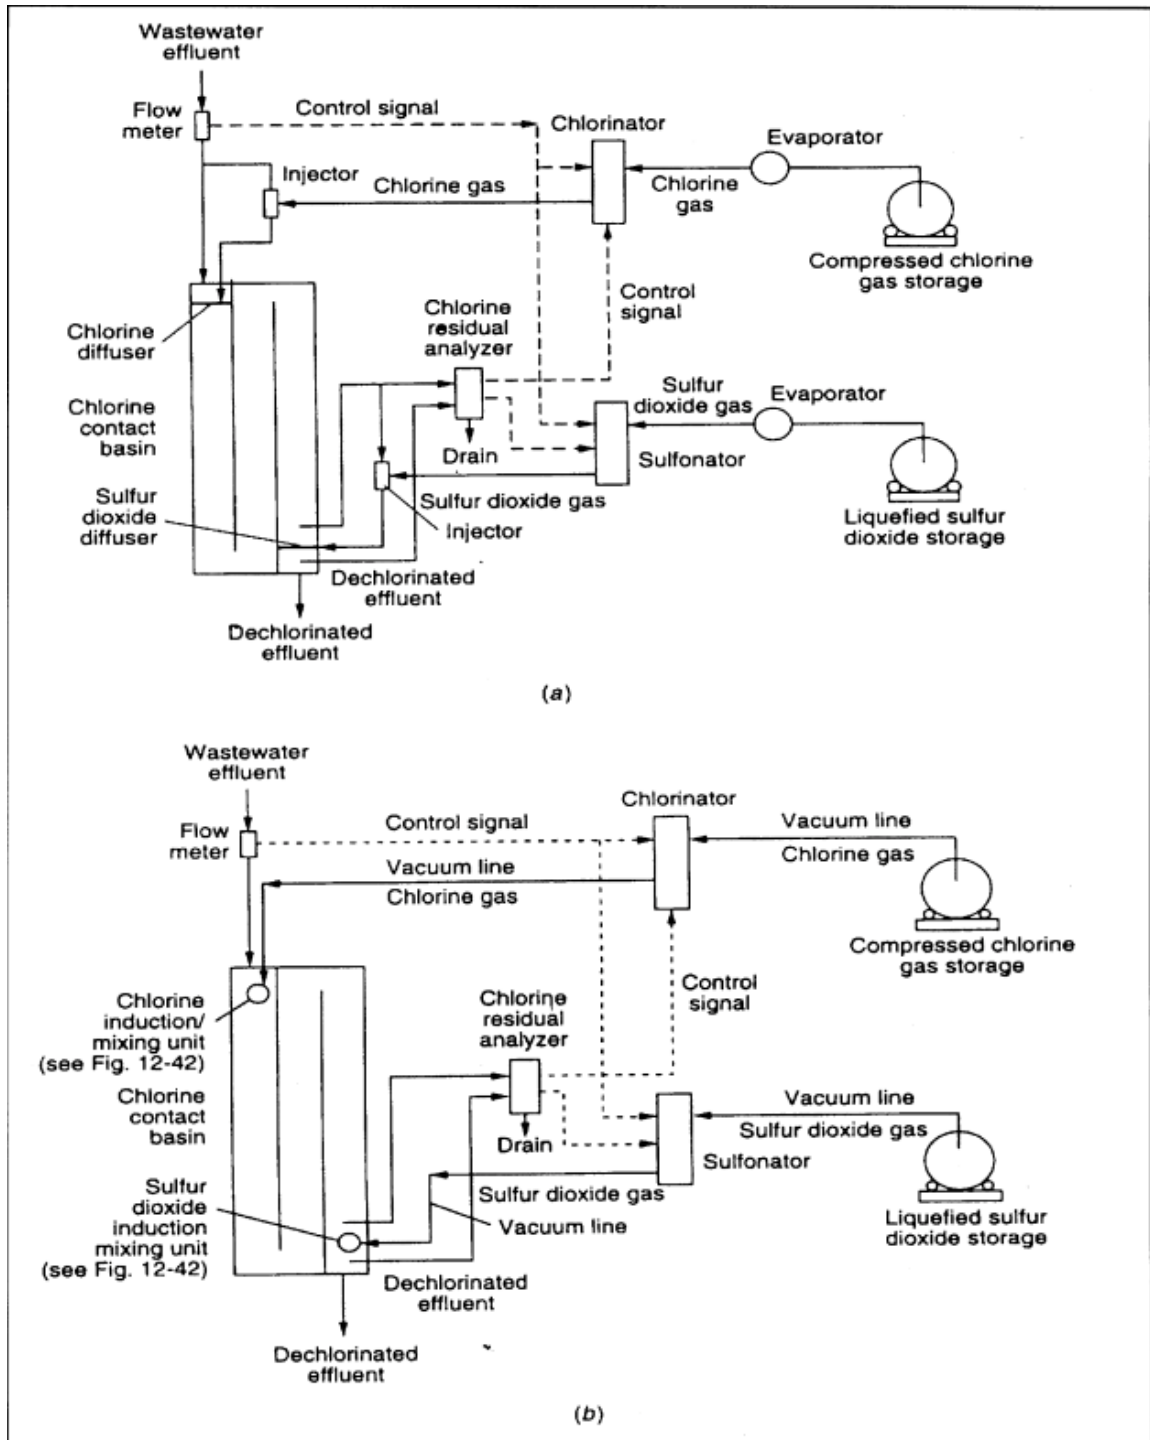 Wastewater
effluent
Flow
meter
Control signal
Chlorinator
Evaporator
Injector
Chlorine gas
Chlorine
gas
Compressed chlorine
gas storage
Control
signal
Chlorine
diffuser
Chlorine
residual
analyzer
Chlorine
contact
basin
Sulfur
dioxide gas
Evaporator
Drain
Sulfonator
Sulfur
dioxide
diffuser
Sulfur dioxide gas
Injector
Liquefied sulfur
dioxide storage
Dechlorinated
effluent
Dechlorinated
effluent
(a)
Wastewater
effluent
Flow
meter
Control signal
Chlorinator
Vacuum line
Chlorine gas
Vacuum line
Chlorine gas
Compressed chlorine
gas storage
Control
signal
Chlorine
induction/
mixing unit
(see Fig. 12-42)
Chlorine
residual
analyzer
Chlorine
contact
basin
Vacuum line
Sulfur dioxide gas
Drain
Sulfonator
Sulfur
dioxide
induction
mixing unit
(see Fig. 12-42)
Sulfur dioxide gas
Vacuum line
Liquefied sulfur
dioxide storage
Dechlorinated
effluent
Dechlorinated
effluent
(b)